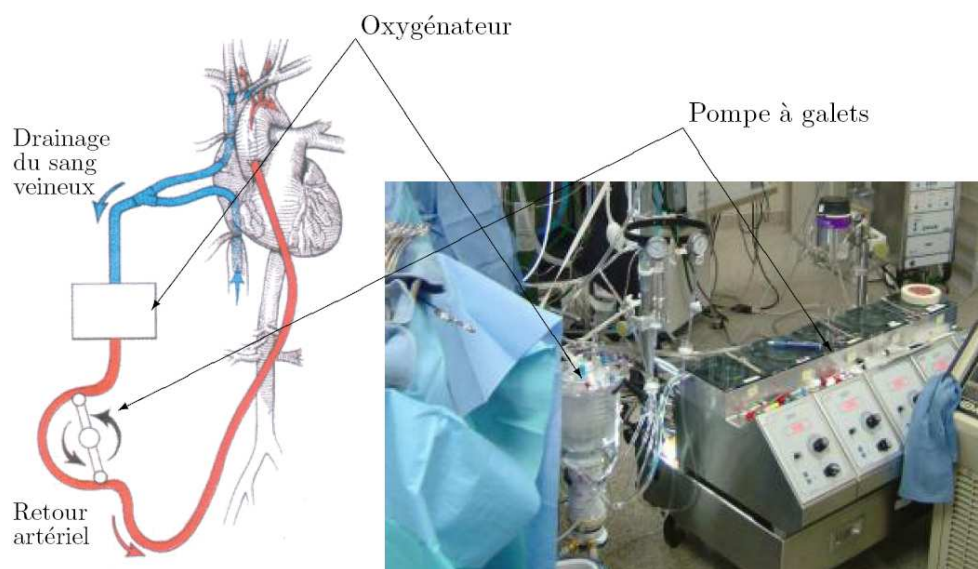 Oxygénateur
Pompe à galets
Drainage
du sang
veineux
Retour
artériel